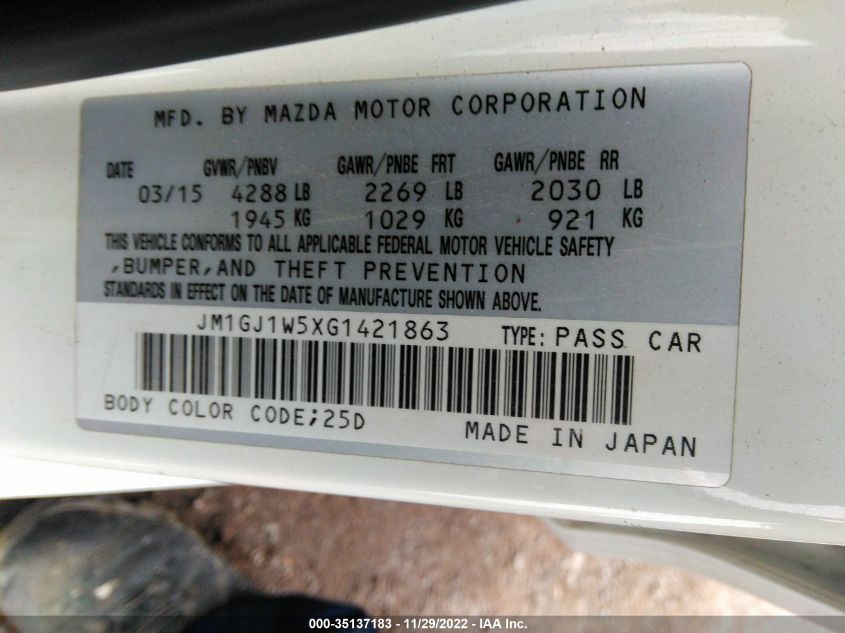 MFD. BY MAZDA MOTOR CORPORATION
DATE GVWR/PNBV GAWR/PNBE FRT GAWR/PNBE RR
03/15 4288 LB 2269 LB 2030 LB
1945 KG 1029 KG 921 KG
THIS VEHICLE CONFORMS TO ALL APPLICABLE FEDERAL MOTOR VEHICLE SAFETY
,BUMPER,AND THEFT PREVENTION
STANDARDS IN EFFECT ON THE DATE OF MANUFACTURE SHOWN ABOVE.
JM1GJ1W5XG1421863 TYPE: PASS CAR
BODY COLOR CODE;25D
MADE IN JAPAN
000-35137183 - 11/29/2022 - IAA Inc.